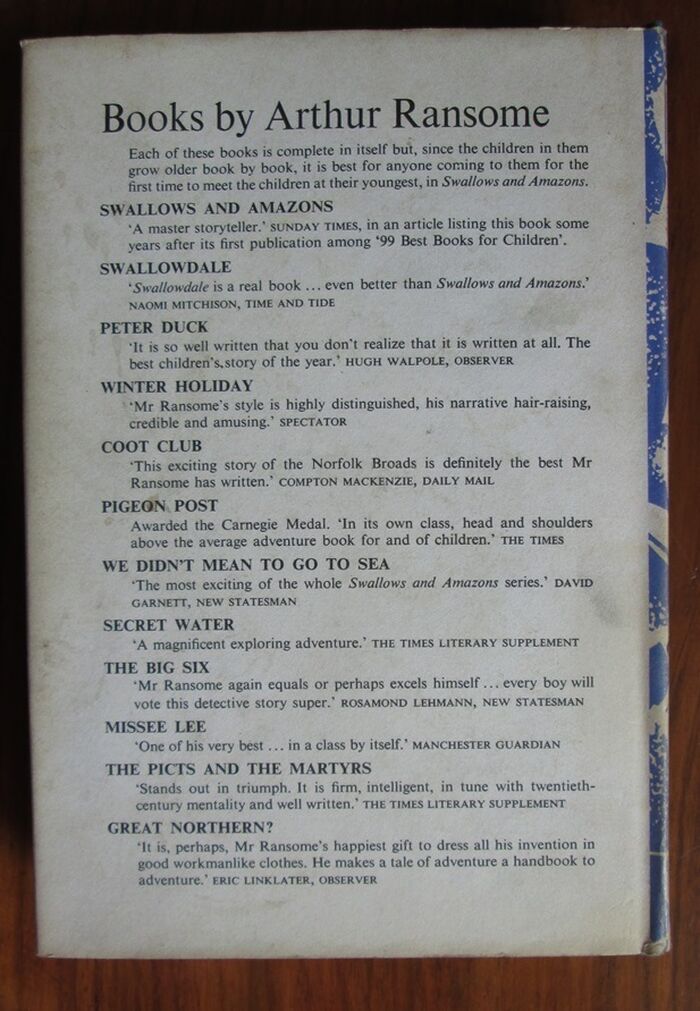 Books by Arthur Ransome
Each of these books is complete in itself but, since the children in them
grow older book by book, it is best for anyone coming to them for the
first time to meet the children at their youngest, in Swallows and Amazons.
SWALLOWS AND AMAZONS
‘A master storyteller.’ SUNDAY TIMES, in an article listing this book some
years after its first publication among ‘99 Best Books for Children’.
SWALLOWDALE
‘Swallowdale is a real book ... even better than Swallows and Amazons.’
NAOMI MITCHISON, TIME AND TIDE
PETER DUCK
‘It is so well written that you don’t realize that it is written at all. The
best children’s story of the year.’ HUGH WALPOLE, OBSERVER
WINTER HOLIDAY
‘Mr Ransome’s style is highly distinguished, his narrative hair-raising,
credible and amusing.’ SPECTATOR
COOT CLUB
‘This exciting story of the Norfolk Broads is definitely the best Mr
Ransome has written.’ COMPTON MACKENZIE, DAILY MAIL
PIGEON POST
Awarded the Carnegie Medal. ‘In its own class, head and shoulders
above the average adventure book for and of children.’ THE TIMES
WE DIDN’T MEAN TO GO TO SEA
‘The most exciting of the whole Swallows and Amazons series.’ DAVID
GARNETT, NEW STATESMAN
SECRET WATER
‘A magnificent exploring adventure.’ THE TIMES LITERARY SUPPLEMENT
THE BIG SIX
‘Mr Ransome again equals or perhaps excels himself ... every boy will
vote this detective story super.’ ROSAMOND LEHMANN, NEW STATESMAN
MISSEE LEE
‘One of his very best ... in a class by itself.’ MANCHESTER GUARDIAN
THE PICTS AND THE MARTYRS
‘Stands out in triumph. It is firm, intelligent, in tune with twentieth-
century mentality and well written.’ THE TIMES LITERARY SUPPLEMENT
GREAT NORTHERN?
‘It is, perhaps, Mr Ransome’s happiest gift to dress all his invention in
good workmanlike clothes. He makes a tale of adventure a handbook to
adventure.’ ERIC LINKLATER, OBSERVER